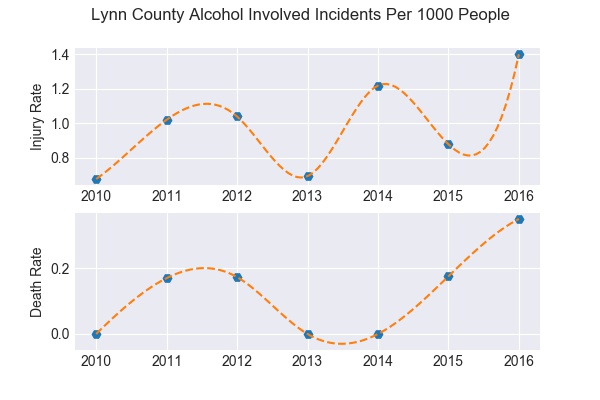 Lynn County Alcohol Involved Incidents Per 1000 People
Injury Rate
1.4
1.2
1.0
0.8
2010 2011 2012 2013 2014 2015 2016
Death Rate
0.2
0.0
2010 2011 2012 2013 2014 2015 2016